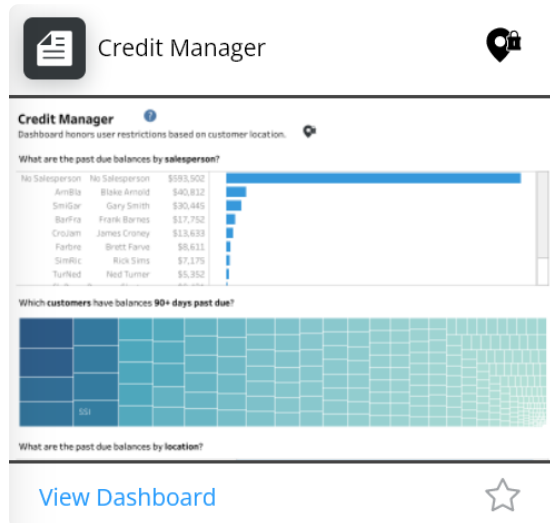 Credit Manager
Credit Manager ?
Dashboard honors user restrictions based on customer location.
What are the past due balances by salesperson?
No Salesperson No Salesperson $593,502
ArnBla Blake Arnold $40,812
SmiGar Gary Smith $30,445
BarFra Frank Barnes $17,752
CroJam James Croney $13,633
Farbre Brett Farve $8,611
SimRic Rick Sims $7,175
TurNed Ned Turner $5,352
Which customers have balances 90+ days past due?
SSI
What are the past due balances by location?
View Dashboard